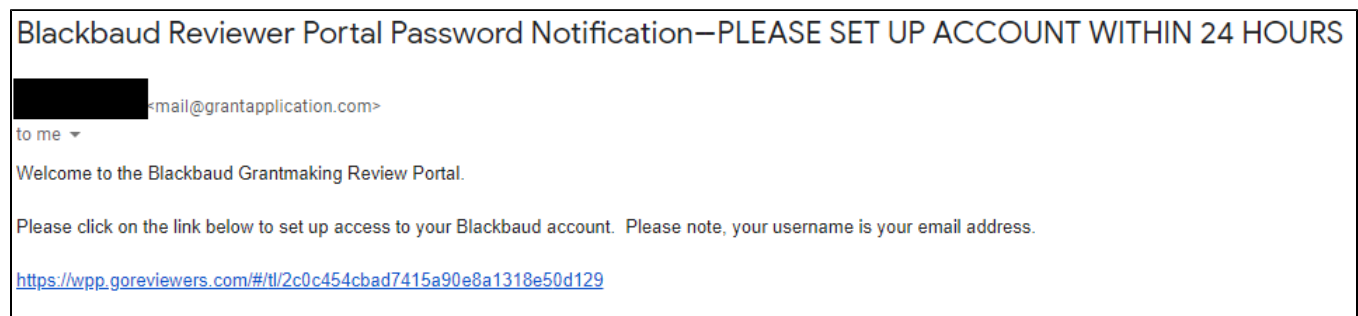 Blackbaud Reviewer Portal Password Notification—PLEASE SET UP ACCOUNT WITHIN 24 HOURS
<mail@grantapplication.com>
to me
Welcome to the Blackbaud Grantmaking Review Portal.
Please click on the link below to set up access to your Blackbaud account.  Please note, your username is your email address.
https://wpp.goreviewers.com/#/tl/2c0c454cbad7415a90e8a1318e50d129